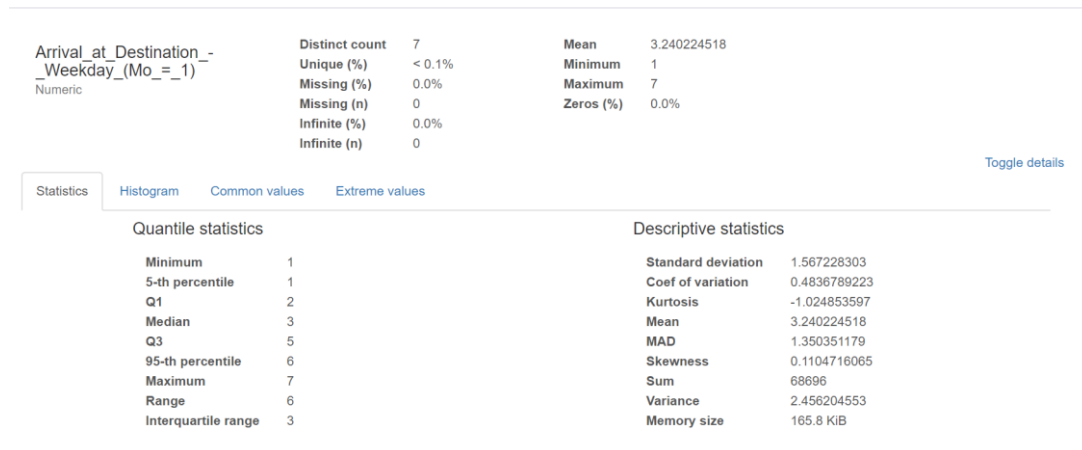 Arrival_at_Destination_-
_Weekday_(Mo_=_1)
Numeric
Distinct count 7
Unique (%) < 0.1%
Missing (%) 0.0%
Missing (n) 0
Infinite (%) 0.0%
Infinite (n) 0
Mean 3.240224518
Minimum 1
Maximum 7
Zeros (%) 0.0%
Toggle details
Statistics Histogram Common values Extreme values
Quantile statistics
Minimum 1
5-th percentile 1
Q1 2
Median 3
Q3 5
95-th percentile 6
Maximum 7
Range 6
Interquartile range 3
Descriptive statistics
Standard deviation 1.567228303
Coef of variation 0.4836789223
Kurtosis -1.024853597
Mean 3.240224518
MAD 1.350351179
Skewness 0.1104716065
Sum 68696
Variance 2.456204553
Memory size 165.8 KiB